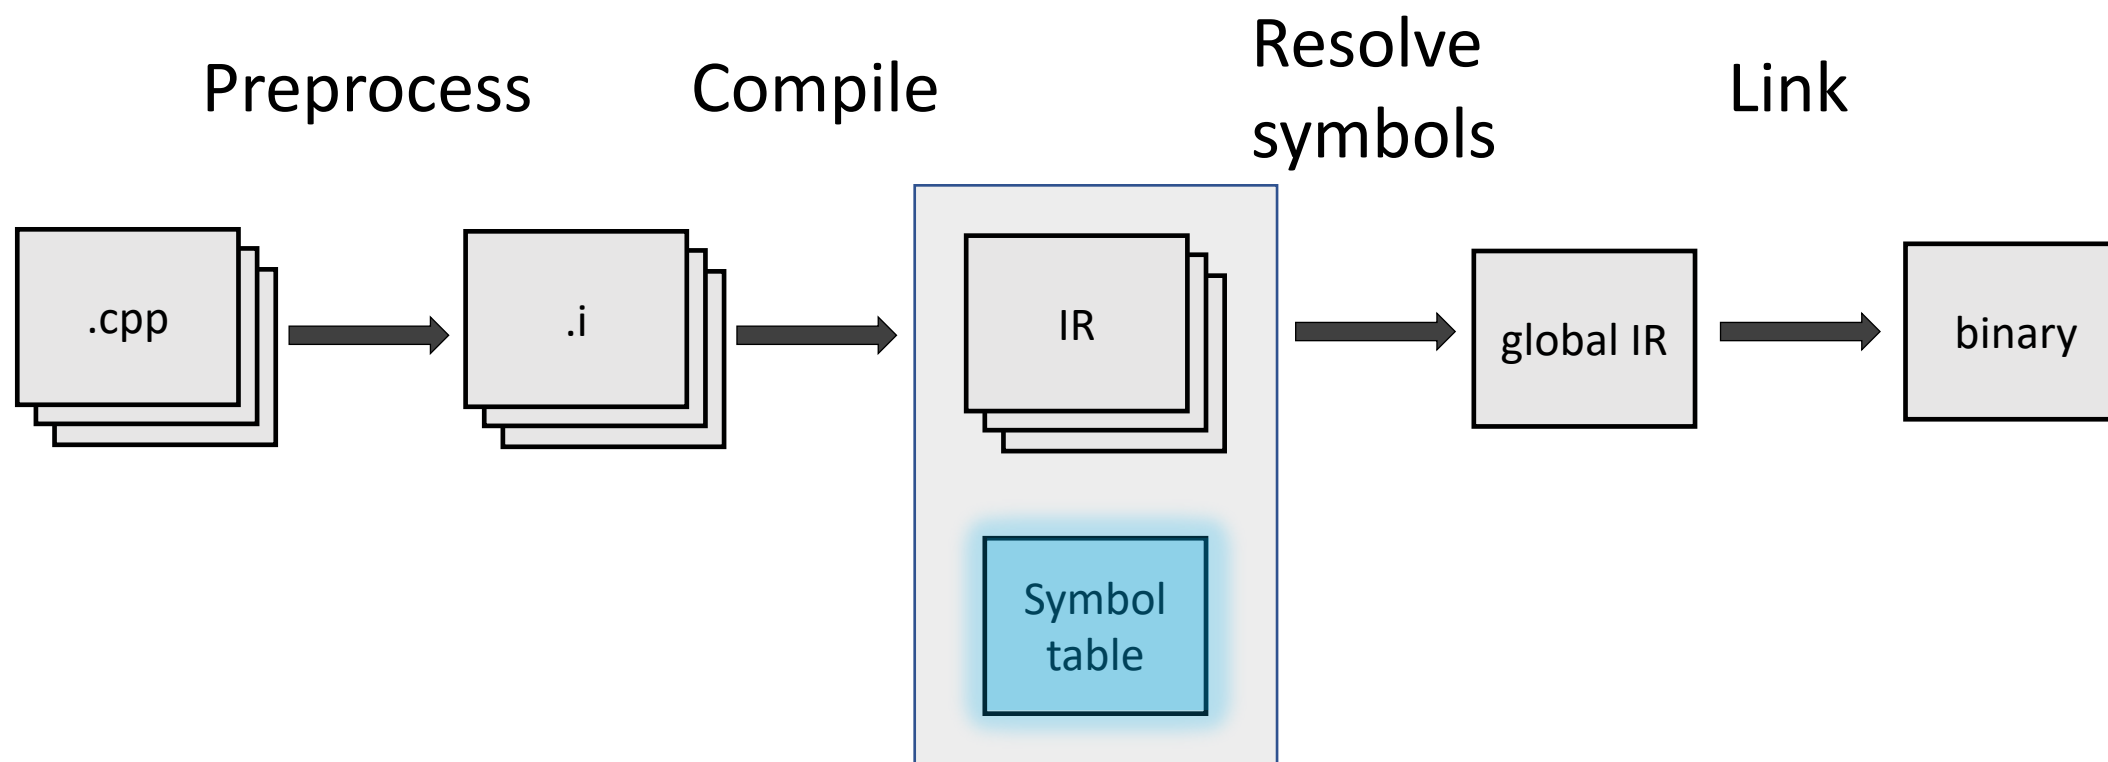 Preprocess
Compile
Resolve
symbols
Link
.cpp
.i
IR
global IR
binary
Symbol
table